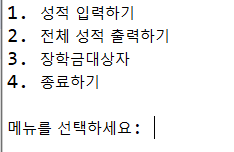 1. 성적 입력하기
2. 전체 성적 출력하기
3. 장학금대상자
4. 종료하기
메뉴를 선택하세요: